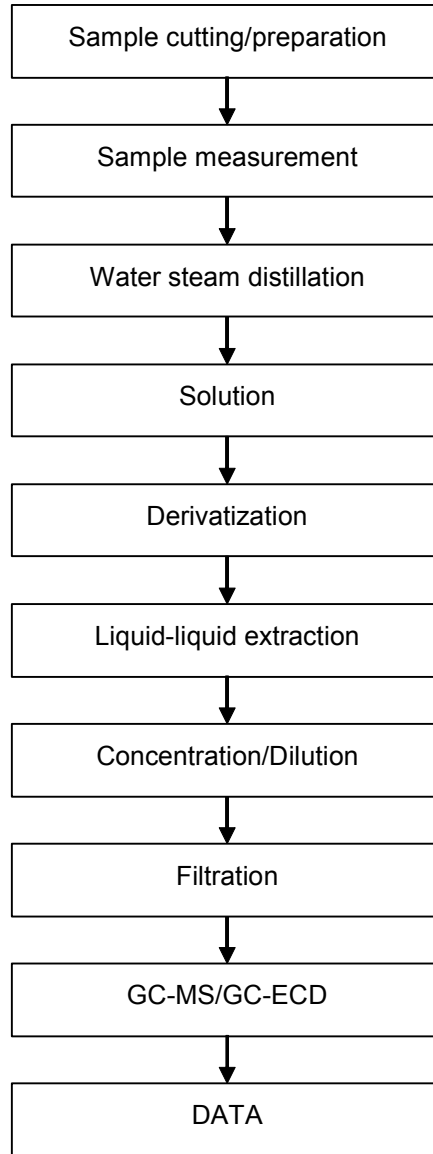 Sample cutting/preparation
Sample measurement
Water steam distillation
Solution
Derivatization
Liquid-liquid extraction
Concentration/Dilution
Filtration
GC-MS/GC-ECD
DATA